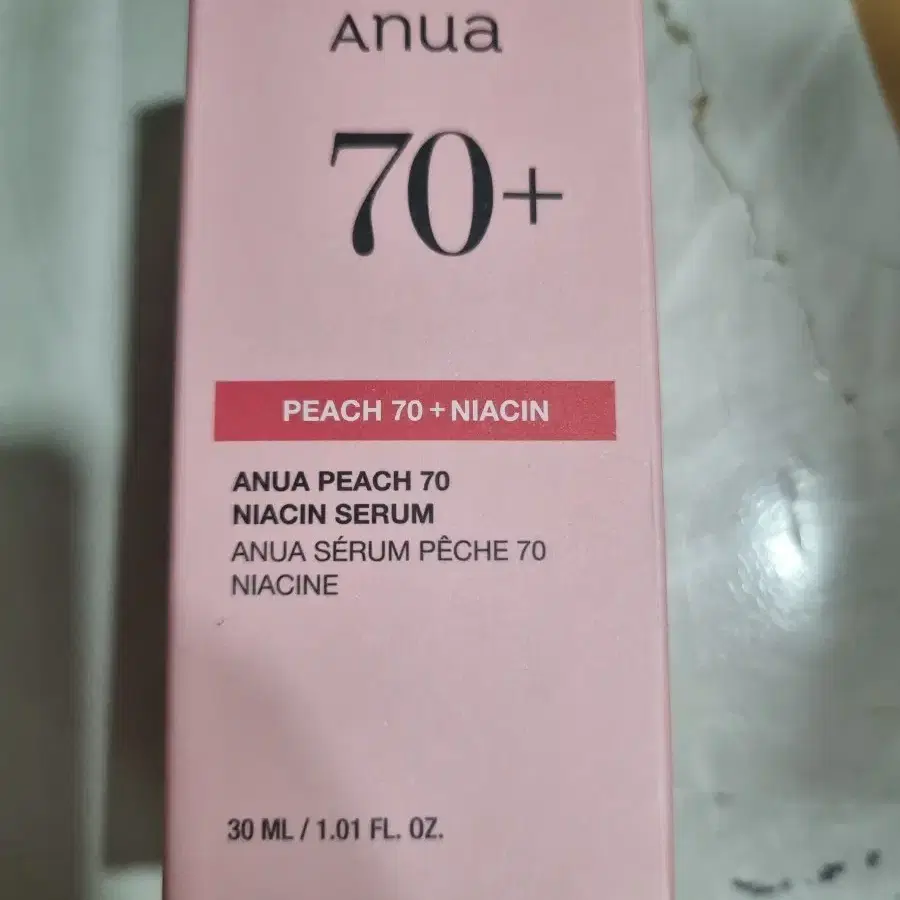 Anua
70+
PEACH 70 + NIACIN
ANUA PEACH 70
NIACIN SERUM
ANUA SÉRUM PÊCHE 70
NIACINE
30 ML / 1.01 FL. OZ.